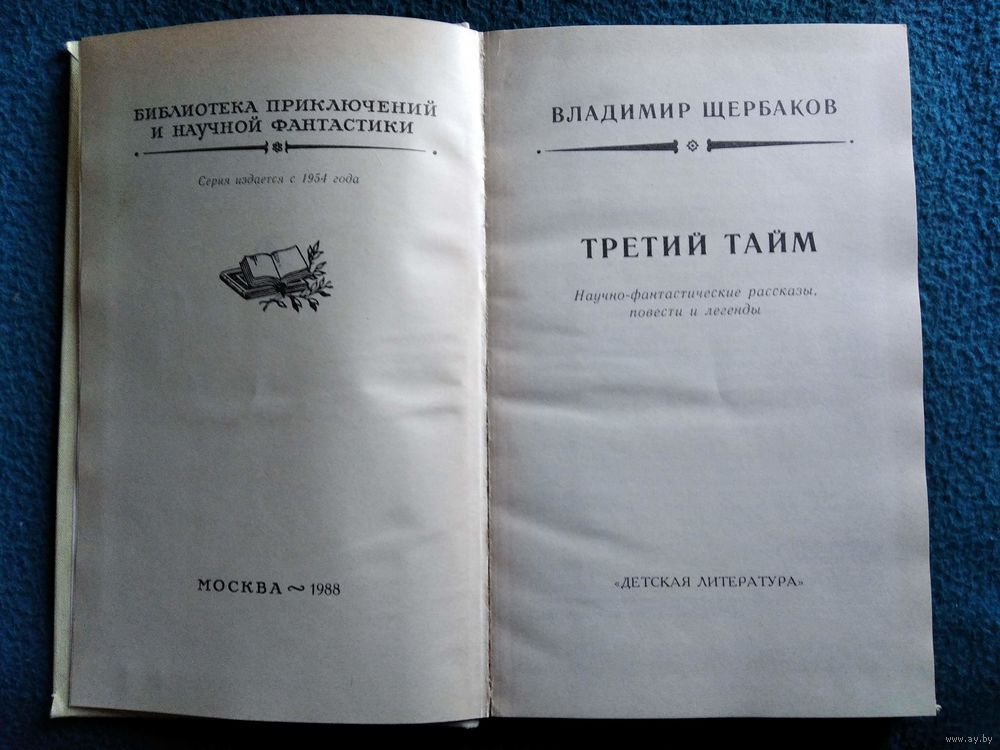 БИБЛИОТЕКА ПРИКЛЮЧЕНИЙ
И НАУЧНОЙ ФАНТАСТИКИ
Серия издается с 1954 года
МОСКВА ~ 1988
ВЛАДИМИР ЩЕРБАКОВ
ТРЕТИЙ ТАЙМ
Научно-фантастические рассказы,
повести и легенды
«ДЕТСКАЯ ЛИТЕРАТУРА»
www.ay.by